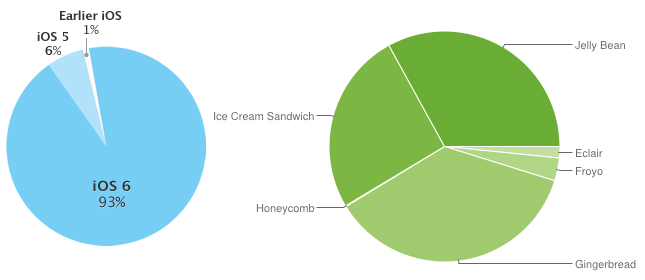 Earlier iOS
1%
iOS 5
6%
iOS 6
93%
Jelly Bean
Ice Cream Sandwich
Eclair
Froyo
Honeycomb
Gingerbread